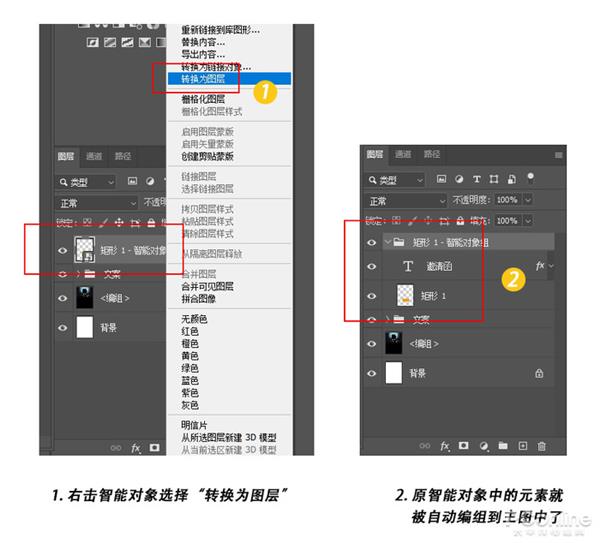 重新链接到库图形...
替换内容...
导出内容...
转换为链接对象...
转换为图层
1
栅格化图层
栅格化图层样式
启用图层蒙版
启用矢量蒙版
创建剪贴蒙版
链接图层
选择链接图层
拷贝图层样式
粘贴图层样式
清除图层样式
从隔离图层释放
合并图层
合并可见图层
拼合图像
无颜色
红色
橙色
黄色
绿色
蓝色
紫色
灰色
明信片
从所选图层新建 3D 模型
从当前选区新建 3D 模型
图层 通道 路径
类型
正常 不透明
锁定:
矩形 1 - 智能对象
文案
<编组>
背景
fx
图层 通道 路径
类型 T
正常 不透明度: 100%
锁定: 填充: 100%
矩形 1 - 智能对象组
T 邀请函 fx
2
矩形 1
文案
<编组>
背景
fx
1. 右击智能对象选择“转换为图层”
2. 原智能对象中的元素就
被自动编组到主图中了
PConline